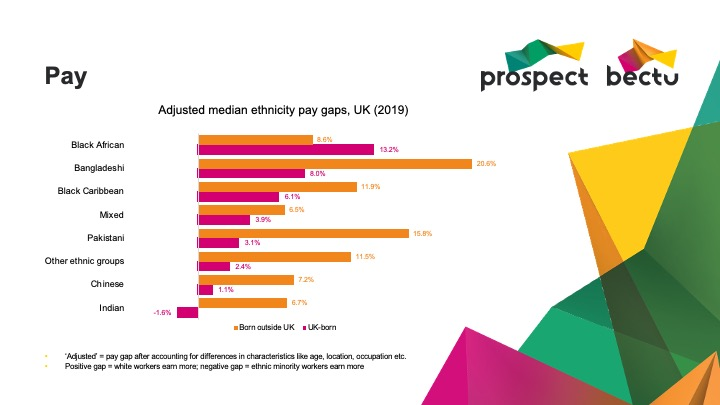 Pay
prospect bectu
Adjusted median ethnicity pay gaps, UK (2019)
Black African 8.6% 13.2%
Bangladeshi 20.6% 8.0%
Black Caribbean 11.9% 6.1%
Mixed 6.5% 3.9%
Pakistani 15.8% 3.1%
Other ethnic groups 11.5% 2.4%
Chinese 7.2% 1.1%
Indian 6.7% -1.6%
Born outside UK UK-born
• 'Adjusted' = pay gap after accounting for differences in characteristics like age, location, occupation etc.
• Positive gap = white workers earn more; negative gap = ethnic minority workers earn more